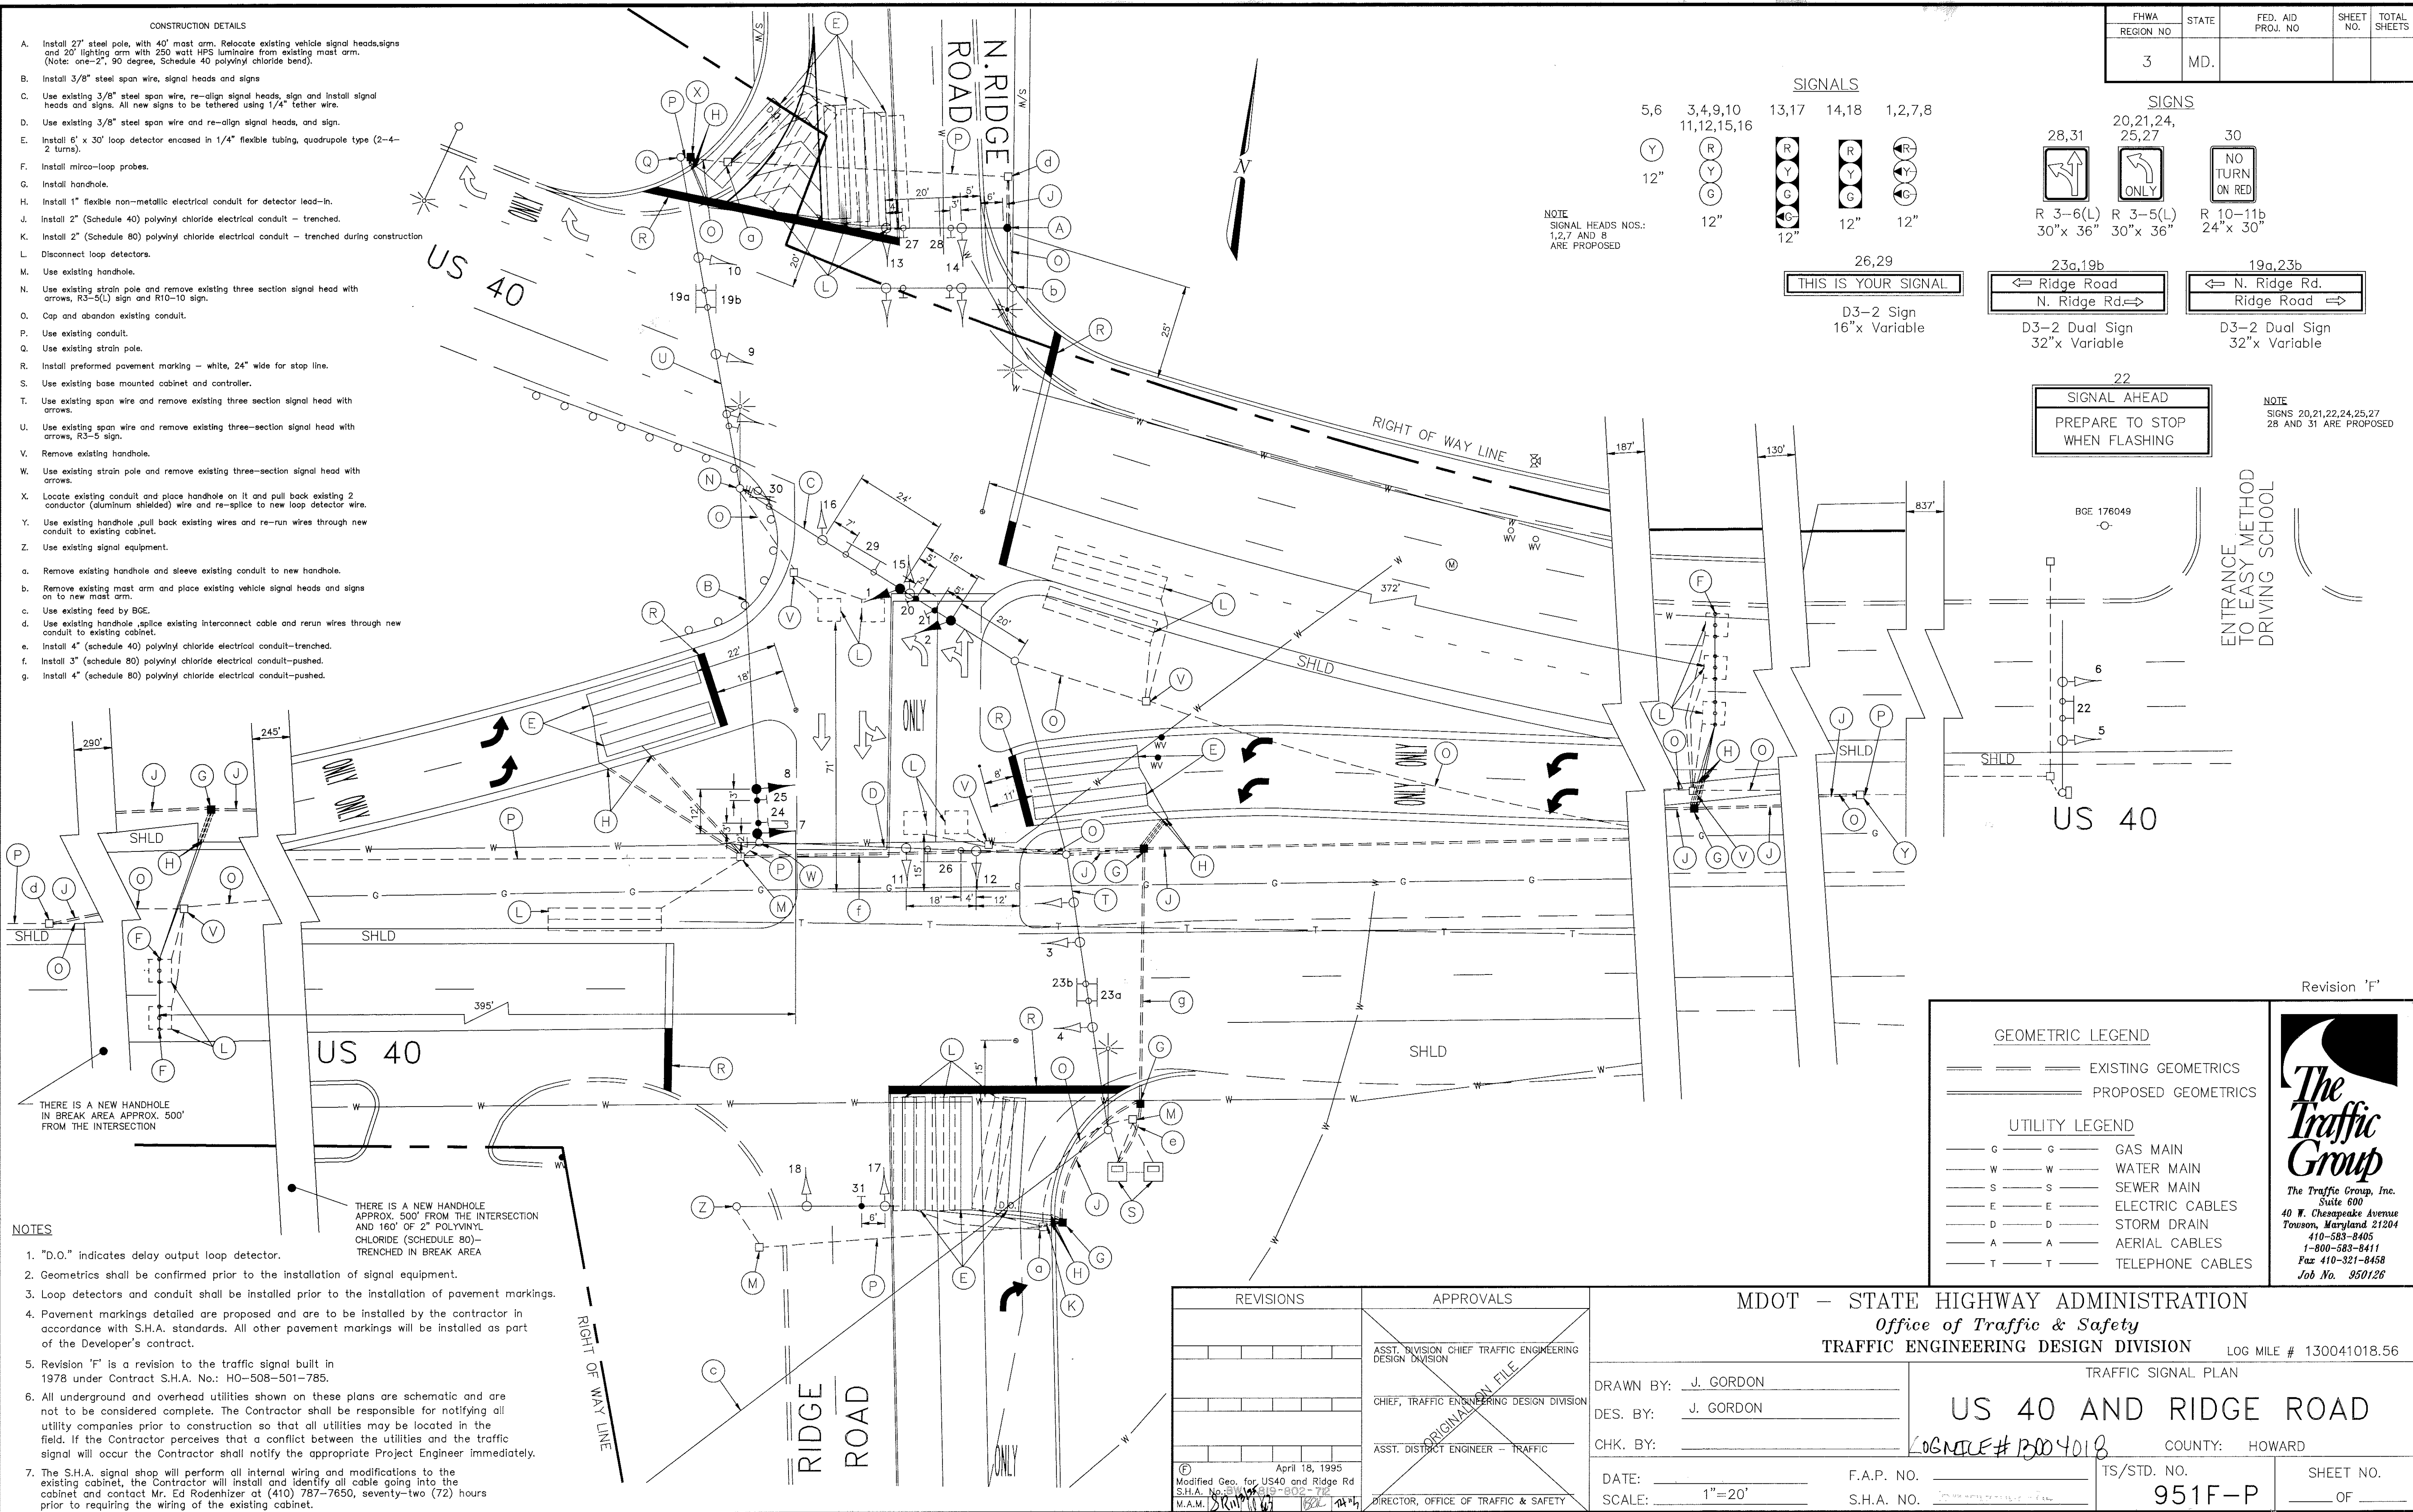 CONSTRUCTION DETAILS
A. Install 27' steel pole, with 40' mast arm. Relocate existing vehicle signal heads,signs
and 20' lighting arm with 250 watt HPS luminaire from existing mast arm.
(Note: one-2", 90 degree, Schedule 40 polyvinyl chloride bend).
B. Install 3/8" steel span wire, signal heads and signs
C. Use existing 3/8" steel span wire, re-align signal heads, sign and install signal
heads and signs. All new signs to be tethered using 1/4" tether wire.
D. Use existing 3/8" steel span wire and re-align signal heads, and sign.
E. Install 6' x 30' loop detector encased in 1/4" flexible tubing, quadrupole type (2-4-
2 turns).
F. Install mirco-loop probes.
G. Install handhole.
H. Install 1" flexible non-metallic electrical conduit for detector lead-in.
J. Install 2" (Schedule 40) polyvinyl chloride electrical conduit - trenched.
K. Install 2" (Schedule 80) polyvinyl chloride electrical conduit - trenched during construction
L. Disconnect loop detectors.
M. Use existing handhole.
N. Use existing strain pole and remove existing three section signal head with
arrows, R3-5(L) sign and R10-10 sign.
O. Cap and abandon existing conduit.
P. Use existing conduit.
Q. Use existing strain pole.
R. Install preformed pavement marking - white, 24" wide for stop line.
S. Use existing base mounted cabinet and controller.
T. Use existing span wire and remove existing three section signal head with
arrows.
U. Use existing span wire and remove existing three-section signal head with
arrows, R3-5 sign.
V. Remove existing handhole.
W. Use existing strain pole and remove existing three-section signal head with
arrows.
X. Locate existing conduit and place handhole on it and pull back existing 2
conductor (aluminum shielded) wire and re-splice to new loop detector wire.
Y. Use existing handhole ,pull back existing wires and re-run wires through new
conduit to existing cabinet.
Z. Use existing signal equipment.
a. Remove existing handhole and sleeve existing conduit to new handhole.
b. Remove existing mast arm and place existing vehicle signal heads and signs
on to new mast arm.
c. Use existing feed by BGE.
d. Use existing handhole ,splice existing interconnect cable and rerun wires through new
conduit to existing cabinet.
e. Install 4" (schedule 40) polyvinyl chloride electrical conduit-trenched.
f. Install 3" (schedule 80) polyvinyl chloride electrical conduit-pushed.
g. Install 4" (schedule 80) polyvinyl chloride electrical conduit-pushed.
FHWA REGION NO
STATE
FED. AID PROJ. NO
SHEET NO.
TOTAL SHEETS
3
MD.
SIGNALS
5,6
3,4,9,10
11,12,15,16
13,17
14,18
1,2,7,8
Y
R
Y
G
R
Y
G
G
R
Y
G
R
Y
G
12"
12"
12"
12"
12"
NOTE
SIGNAL HEADS NOS.:
1,2,7 AND 8
ARE PROPOSED
SIGNS
28,31
20,21,24,
25,27
30
ONLY
NO
TURN
ON RED
R 3-6(L)
30"x 36"
R 3-5(L)
30"x 36"
R 10-11b
24"x 30"
26,29
THIS IS YOUR SIGNAL
D3-2 Sign
16"x Variable
23a,19b
⇦ Ridge Road
N. Ridge Rd.⇨
D3-2 Dual Sign
32"x Variable
19a,23b
⇦ N. Ridge Rd.
Ridge Road ⇨
D3-2 Dual Sign
32"x Variable
22
SIGNAL AHEAD
PREPARE TO STOP
WHEN FLASHING
NOTE
SIGNS 20,21,22,24,25,27
28 AND 31 ARE PROPOSED
N. RIDGE
ROAD
S/W
S/W
N
US 40
ONLY
RIGHT OF WAY LINE
BGE 176049
ENTRANCE
TO EASY METHOD
DRIVING SCHOOL
187'
130'
837'
372'
290'
245'
395'
71'
SHLD
SHLD
SHLD
SHLD
SHLD
SHLD
SHLD
US 40
US 40
ONLY
ONLY
ONLY
ONLY
ONLY
ONLY
THERE IS A NEW HANDHOLE
IN BREAK AREA APPROX. 500'
FROM THE INTERSECTION
THERE IS A NEW HANDHOLE
APPROX. 500' FROM THE INTERSECTION
AND 160' OF 2" POLYVINYL
CHLORIDE (SCHEDULE 80)-
TRENCHED IN BREAK AREA
RIGHT OF WAY LINE
RIDGE
ROAD
NOTES
1. "D.O." indicates delay output loop detector.
2. Geometrics shall be confirmed prior to the installation of signal equipment.
3. Loop detectors and conduit shall be installed prior to the installation of pavement markings.
4. Pavement markings detailed are proposed and are to be installed by the contractor in
accordance with S.H.A. standards. All other pavement markings will be installed as part
of the Developer's contract.
5. Revision 'F' is a revision to the traffic signal built in
1978 under Contract S.H.A. No.: HO-508-501-785.
6. All underground and overhead utilities shown on these plans are schematic and are
not to be considered complete. The Contractor shall be responsible for notifying all
utility companies prior to construction so that all utilities may be located in the
field. If the Contractor perceives that a conflict between the utilities and the traffic
signal will occur the Contractor shall notify the appropriate Project Engineer immediately.
7. The S.H.A. signal shop will perform all internal wiring and modifications to the
existing cabinet, the Contractor will install and identify all cable going into the
cabinet and contact Mr. Ed Rodenhizer at (410) 787-7650, seventy-two (72) hours
prior to requiring the wiring of the existing cabinet.
Revision 'F'
GEOMETRIC LEGEND
EXISTING GEOMETRICS
PROPOSED GEOMETRICS
UTILITY LEGEND
G G GAS MAIN
W W WATER MAIN
S S SEWER MAIN
E E ELECTRIC CABLES
D D STORM DRAIN
A A AERIAL CABLES
T T TELEPHONE CABLES
The
Traffic
Group
The Traffic Group, Inc.
Suite 600
40 W. Chesapeake Avenue
Towson, Maryland 21204
410-583-8405
1-800-583-8411
Fax 410-321-8458
Job No. 950126
REVISIONS
APPROVALS
ASST. DIVISION CHIEF TRAFFIC ENGINEERING
DESIGN DIVISION
CHIEF, TRAFFIC ENGINEERING DESIGN DIVISION
ASST. DISTRICT ENGINEER - TRAFFIC
DIRECTOR, OFFICE OF TRAFFIC & SAFETY
ORIGINAL ON FILE
F April 18, 1995
Modified Geo. for US40 and Ridge Rd
S.H.A. No.: 819-802-712
M.A.M.
MDOT - STATE HIGHWAY ADMINISTRATION
Office of Traffic & Safety
TRAFFIC ENGINEERING DESIGN DIVISION
LOG MILE # 130041018.56
DRAWN BY: J. GORDON
DES. BY: J. GORDON
CHK. BY:
TRAFFIC SIGNAL PLAN
US 40 AND RIDGE ROAD
LOGMILE# 13004018
COUNTY: HOWARD
DATE:
SCALE: 1"=20'
F.A.P. NO.
S.H.A. NO.
TS/STD. NO.
951F-P
SHEET NO.
OF